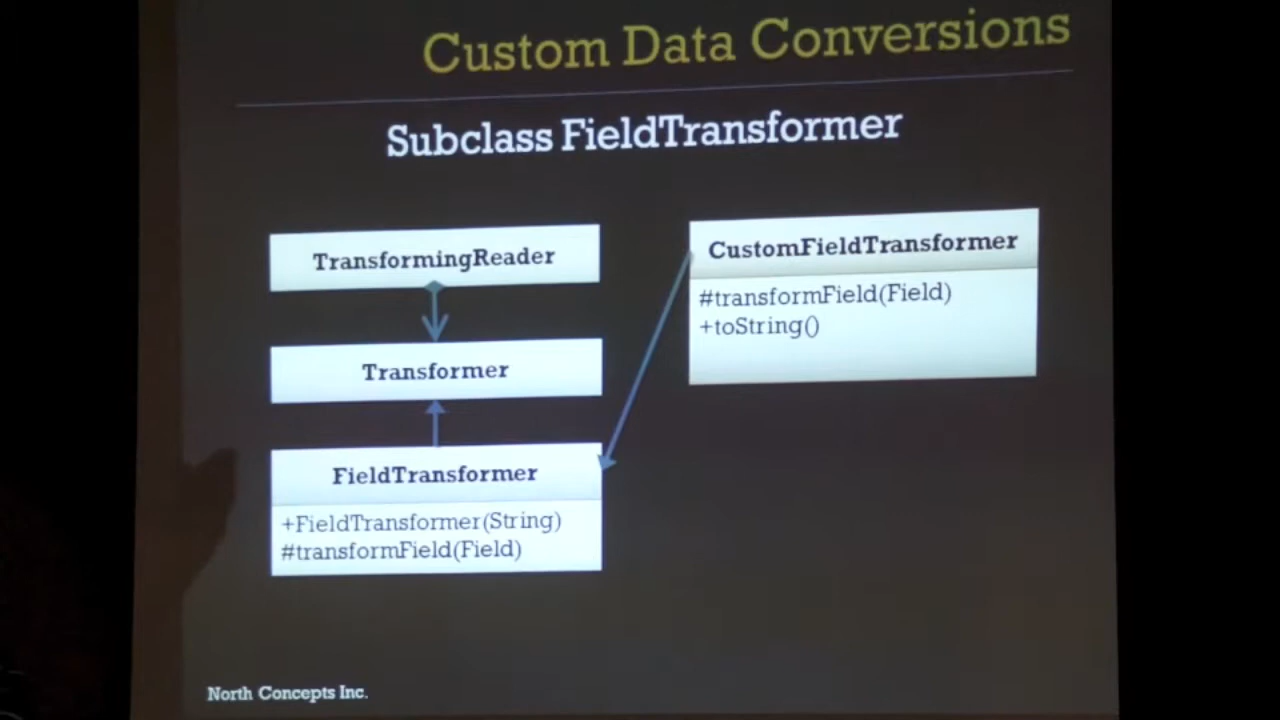 Custom Data Conversions
Subclass FieldTransformer
TransformingReader
Transformer
FieldTransformer
+FieldTransformer(String)
#transformField(Field)
CustomFieldTransformer
#transformField(Field)
+toString()
North Concepts Inc.